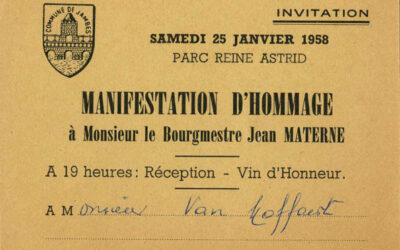 INVITATION
COMMUNE DE JAMBES
SAMEDI 25 JANVIER 1958
PARC REINE ASTRID
MANIFESTATION D'HOMMAGE
à Monsieur le Bourgmestre Jean MATERNE
A 19 heures: Réception - Vin d'Honneur.
A Monsieur Van